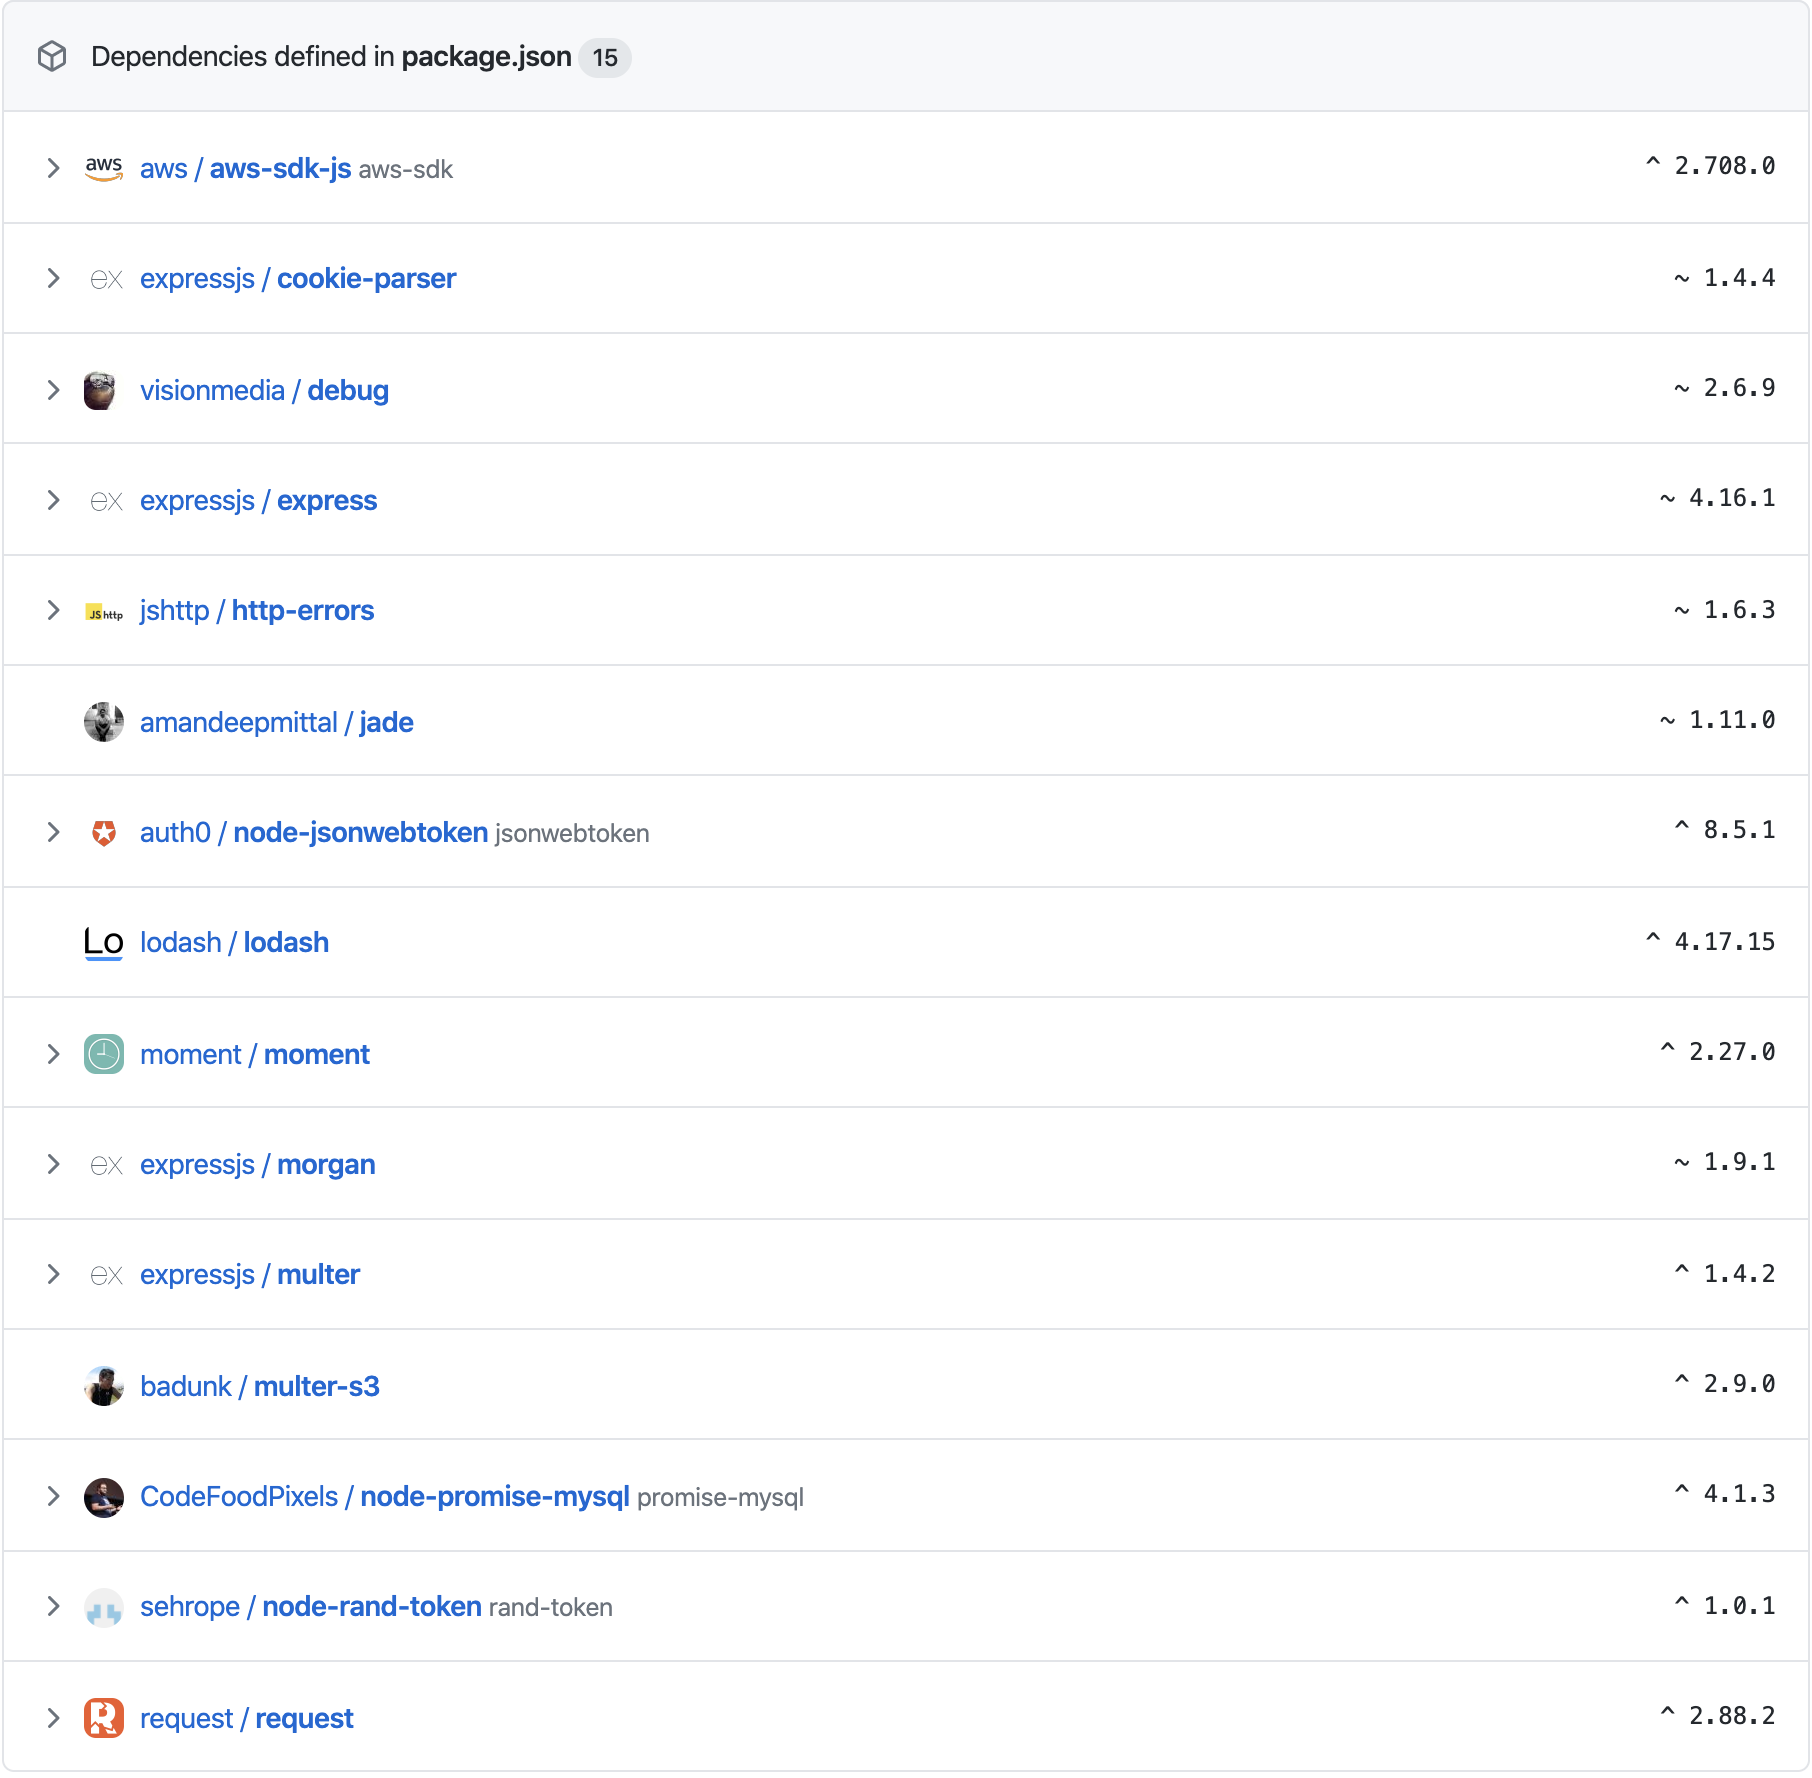 Dependencies defined in package.json 15
aws aws / aws-sdk-js aws-sdk ^ 2.708.0
ex expressjs / cookie-parser ~ 1.4.4
visionmedia / debug ~ 2.6.9
ex expressjs / express ~ 4.16.1
JS http jshttp / http-errors ~ 1.6.3
amandeepmittal / jade ~ 1.11.0
auth0 / node-jsonwebtoken jsonwebtoken ^ 8.5.1
Lo lodash / lodash ^ 4.17.15
moment / moment ^ 2.27.0
ex expressjs / morgan ~ 1.9.1
ex expressjs / multer ^ 1.4.2
badunk / multer-s3 ^ 2.9.0
CodeFoodPixels / node-promise-mysql promise-mysql ^ 4.1.3
sehrope / node-rand-token rand-token ^ 1.0.1
R request / request ^ 2.88.2